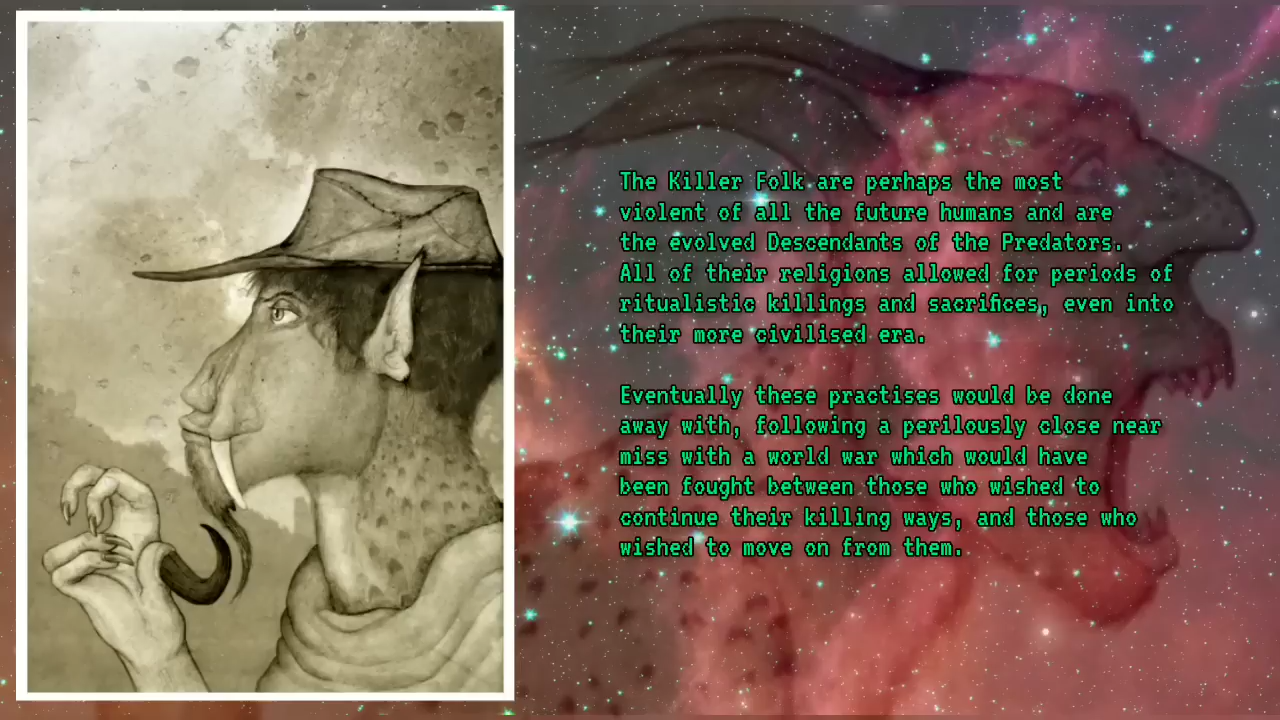 The Killer Folk are perhaps the most
violent of all the future humans and are
the evolved Descendants of the Predators.
All of their religions allowed for periods of
ritualistic killings and sacrifices, even into
their more civilised era.
Eventually these practises would be done
away with, following a perilously close near
miss with a world war which would have
been fought between those who wished to
continue their killing ways, and those who
wished to move on from them.